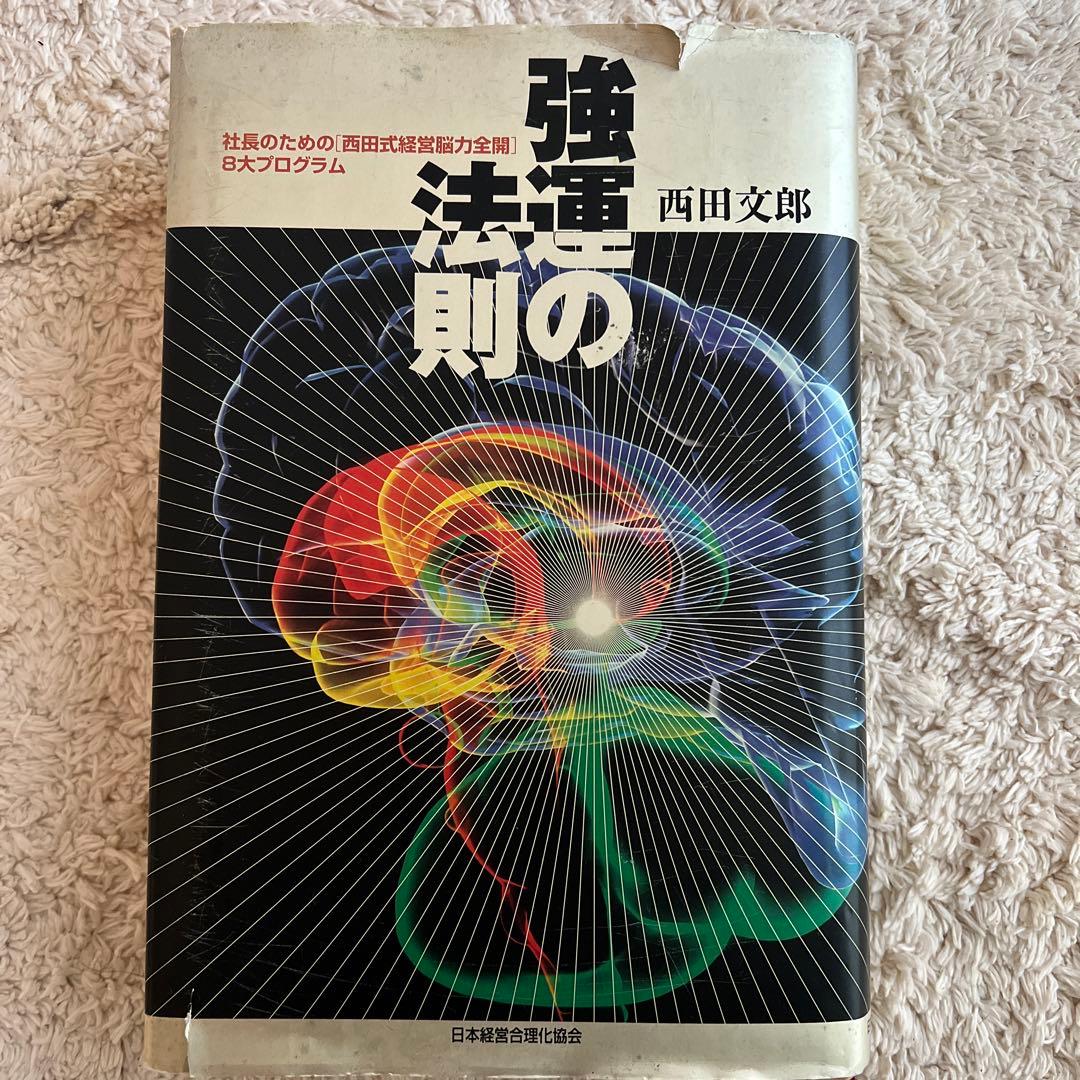 強運の
法則
社長のための[西田式経営脳力全開]
8大プログラム
西田文郎
日本経営合理化協会